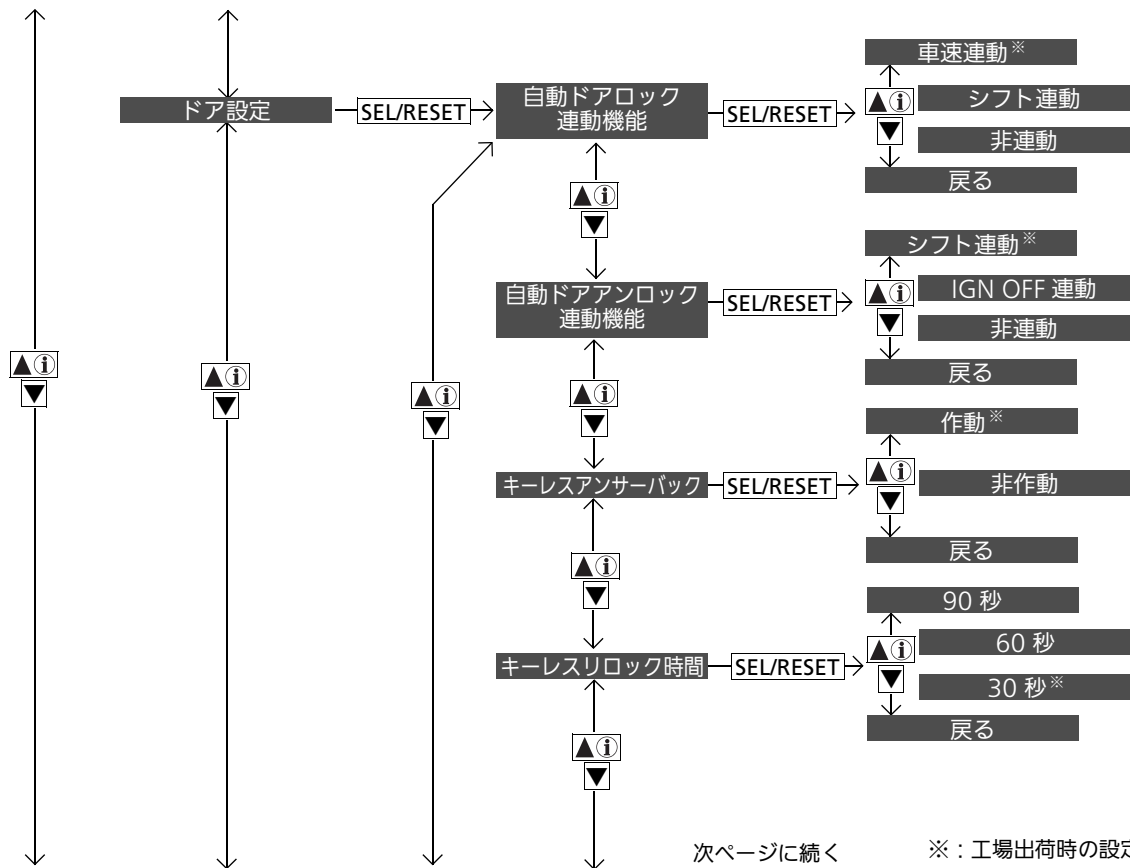 ドア設定
SEL/RESET
自動ドアロック
連動機能
SEL/RESET
車速連動※
▲ⓘ
▼
シフト連動
非連動
戻る
▲ⓘ
▼
自動ドアアンロック
連動機能
SEL/RESET
シフト連動※
▲ⓘ
▼
IGN OFF 連動
非連動
戻る
▲ⓘ
▼
▲ⓘ
▼
▲ⓘ
▼
▲ⓘ
▼
キーレスアンサーバック
SEL/RESET
作動※
▲ⓘ
▼
非作動
戻る
▲ⓘ
▼
キーレスリロック時間
SEL/RESET
90 秒
▲ⓘ
▼
60 秒
30 秒※
戻る
▲ⓘ
▼
次ページに続く
※：工場出荷時の設定